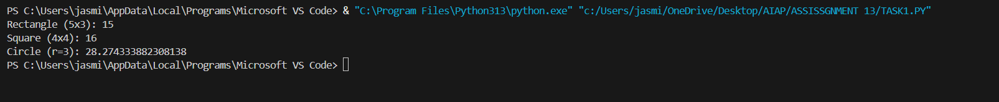 PS C:\Users\jasmi\AppData\Local\Programs\Microsoft VS Code> & "C:\Program Files\Python313\python.exe" "c:/Users/jasmi/OneDrive/Desktop/AIAP/ASSISSGNMENT 13/TASK1.PY"
Rectangle (5x3): 15
Square (4x4): 16
Circle (r=3): 28.274333882308138
PS C:\Users\jasmi\AppData\Local\Programs\Microsoft VS Code>